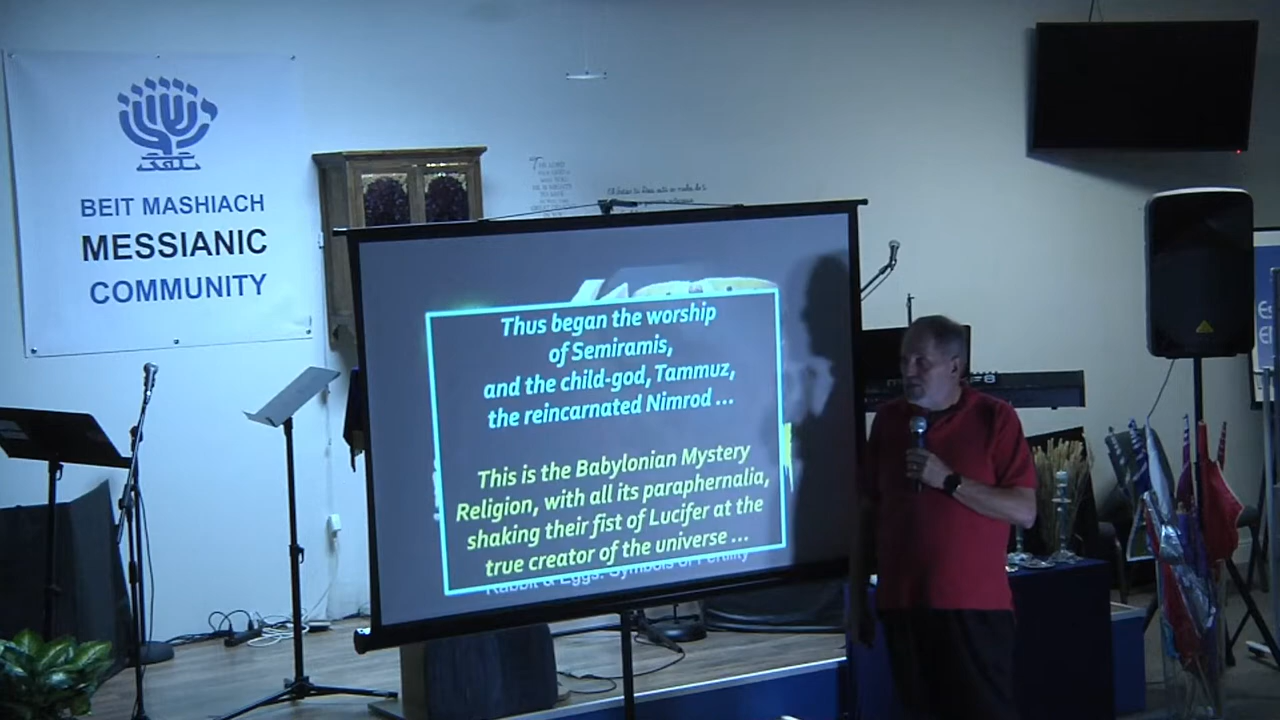 BEIT MASHIACH
MESSIANIC
COMMUNITY
Thus began the worship
of Semiramis,
and the child-god, Tammuz,
the reincarnated Nimrod ...
This is the Babylonian Mystery
Religion, with all its paraphernalia,
shaking their fist of Lucifer at the
true creator of the universe ...
Rabbit & Eggs: Symbols of Fertility